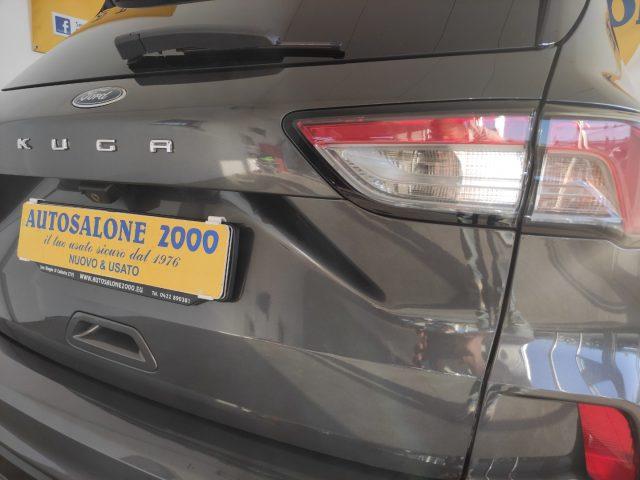 Ford
KUGA
AUTOSALONE 2000
il tuo usato sicuro dal 1976
NUOVO & USATO
WWW.AUTOSALONE2000.EU